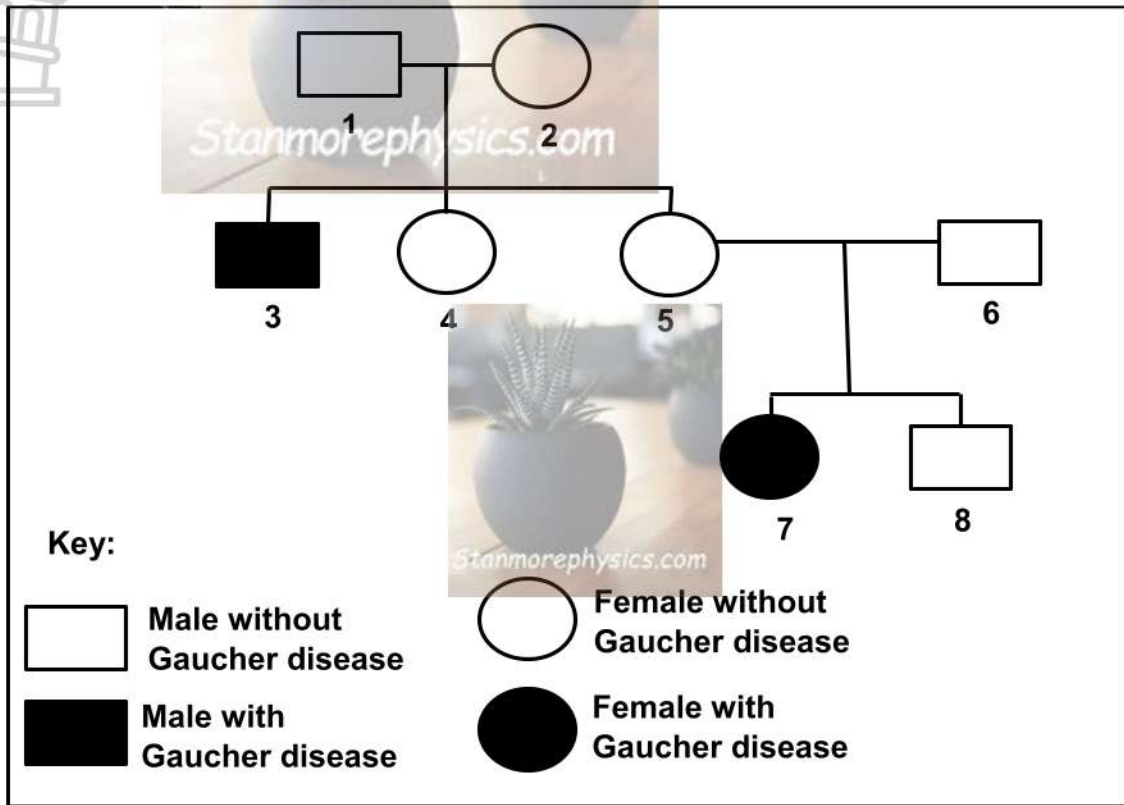 1
2
Stanmorephysics.com
3
4
5
6
7
8
Stanmorephysics.com
Key:
Male without
Gaucher disease
Female without
Gaucher disease
Male with
Gaucher disease
Female with
Gaucher disease